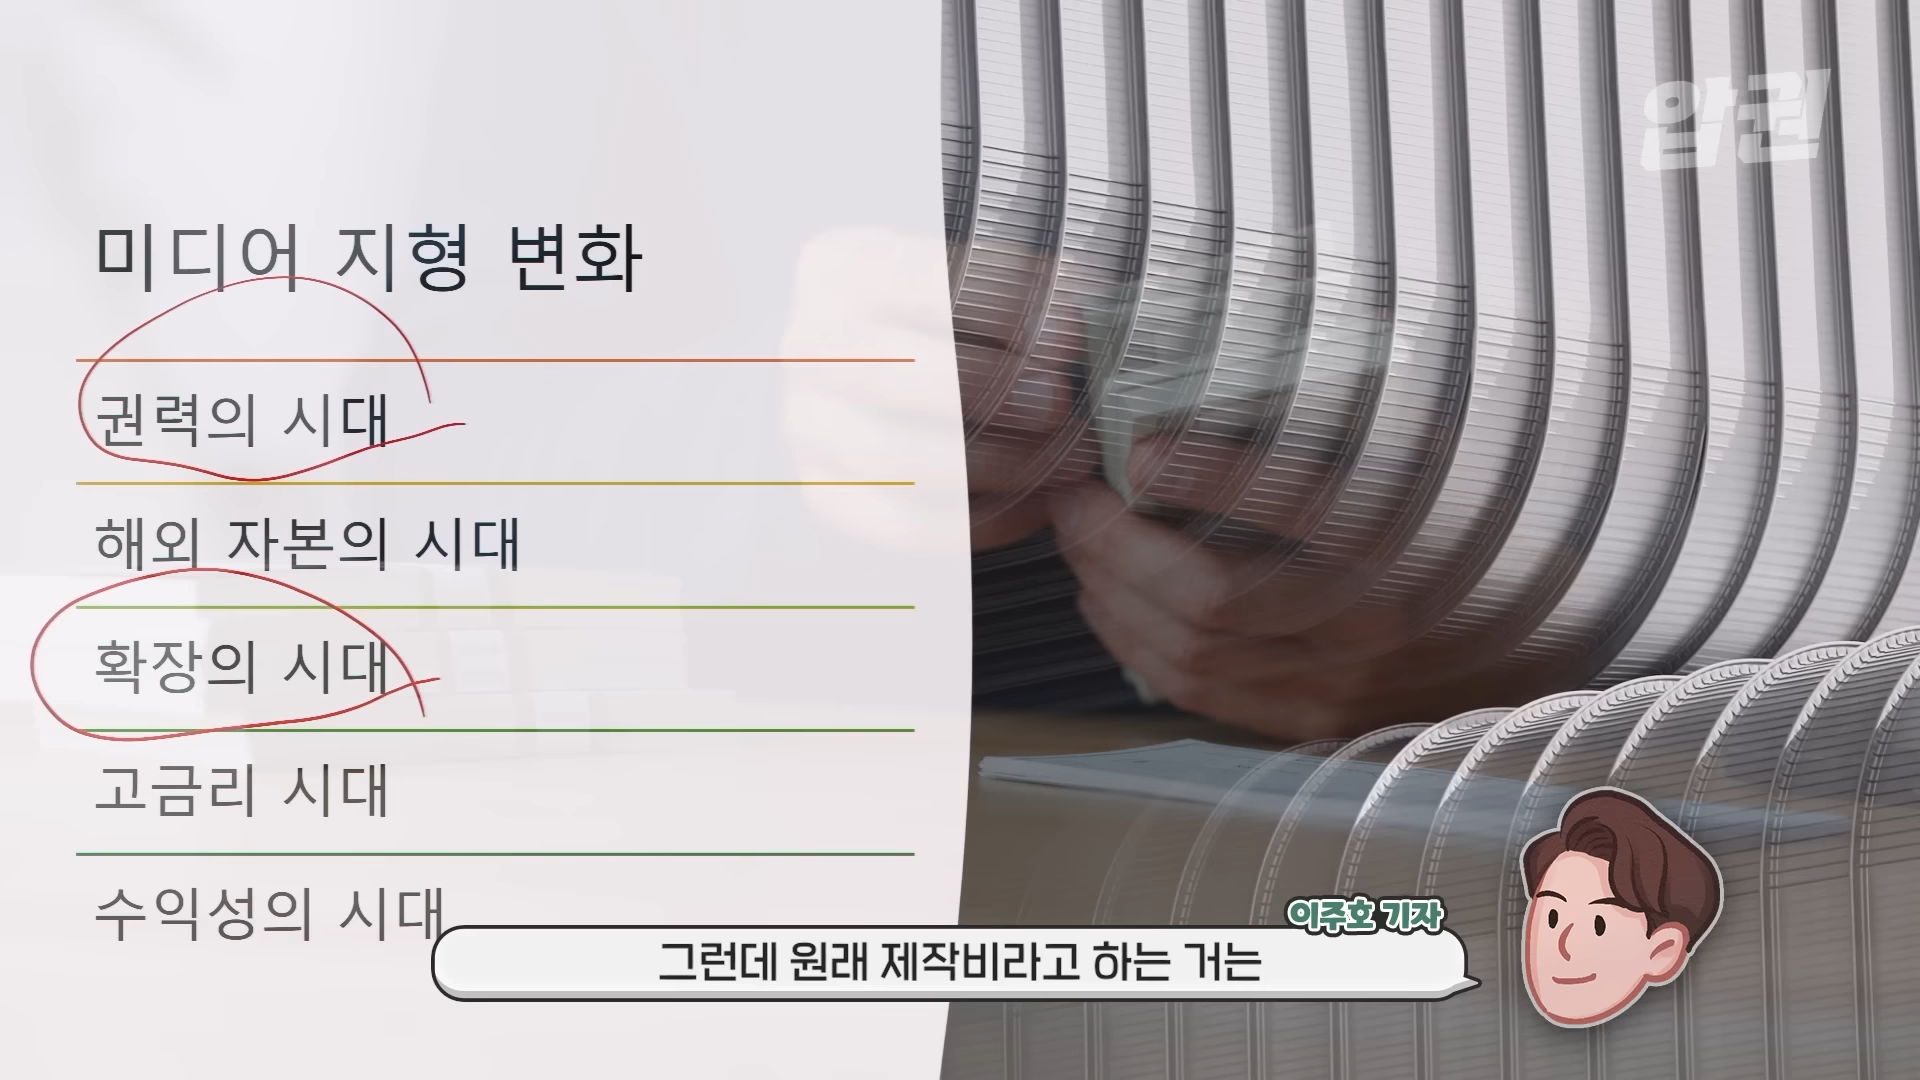 압권
미디어 지형 변화
권력의 시대
해외 자본의 시대
확장의 시대
고금리 시대
수익성의 시대
이주호 기자
그런데 원래 제작비라고 하는 거는